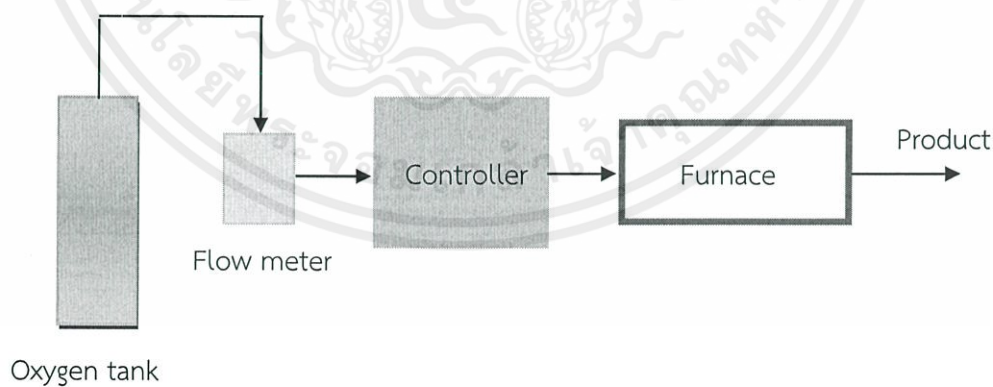 Product
Controller
Furnace
Flow meter
Oxygen tank